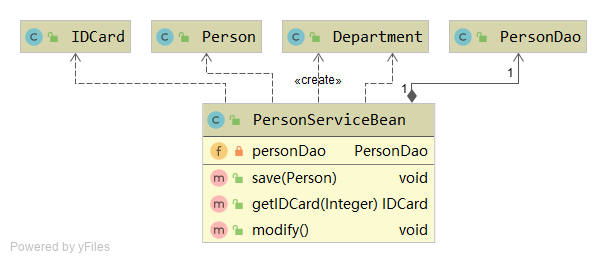 C IDCard
C Person
C Department
C PersonDao
«create»
1
1
C PersonServiceBean
f personDao PersonDao
m save(Person) void
m getIDCard(Integer) IDCard
m modify() void
Powered by yFiles